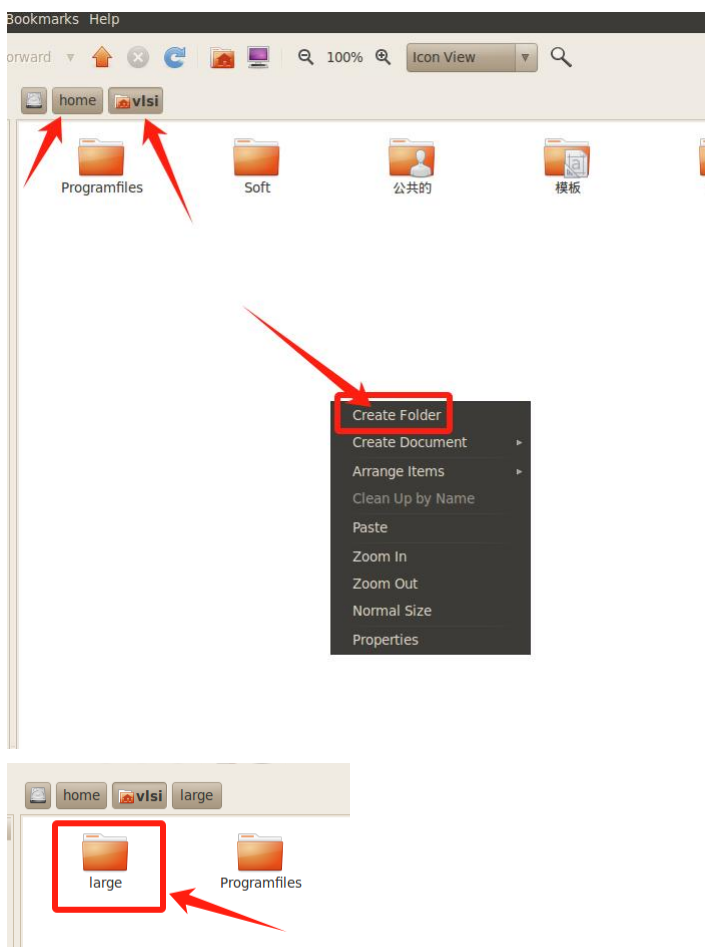 Bookmarks Help
orward 100% Icon View
home vlsi
Programfiles Soft 公共的 模板
Create Folder
Create Document
Arrange Items
Clean Up by Name
Paste
Zoom In
Zoom Out
Normal Size
Properties
home vlsi large
large Programfiles